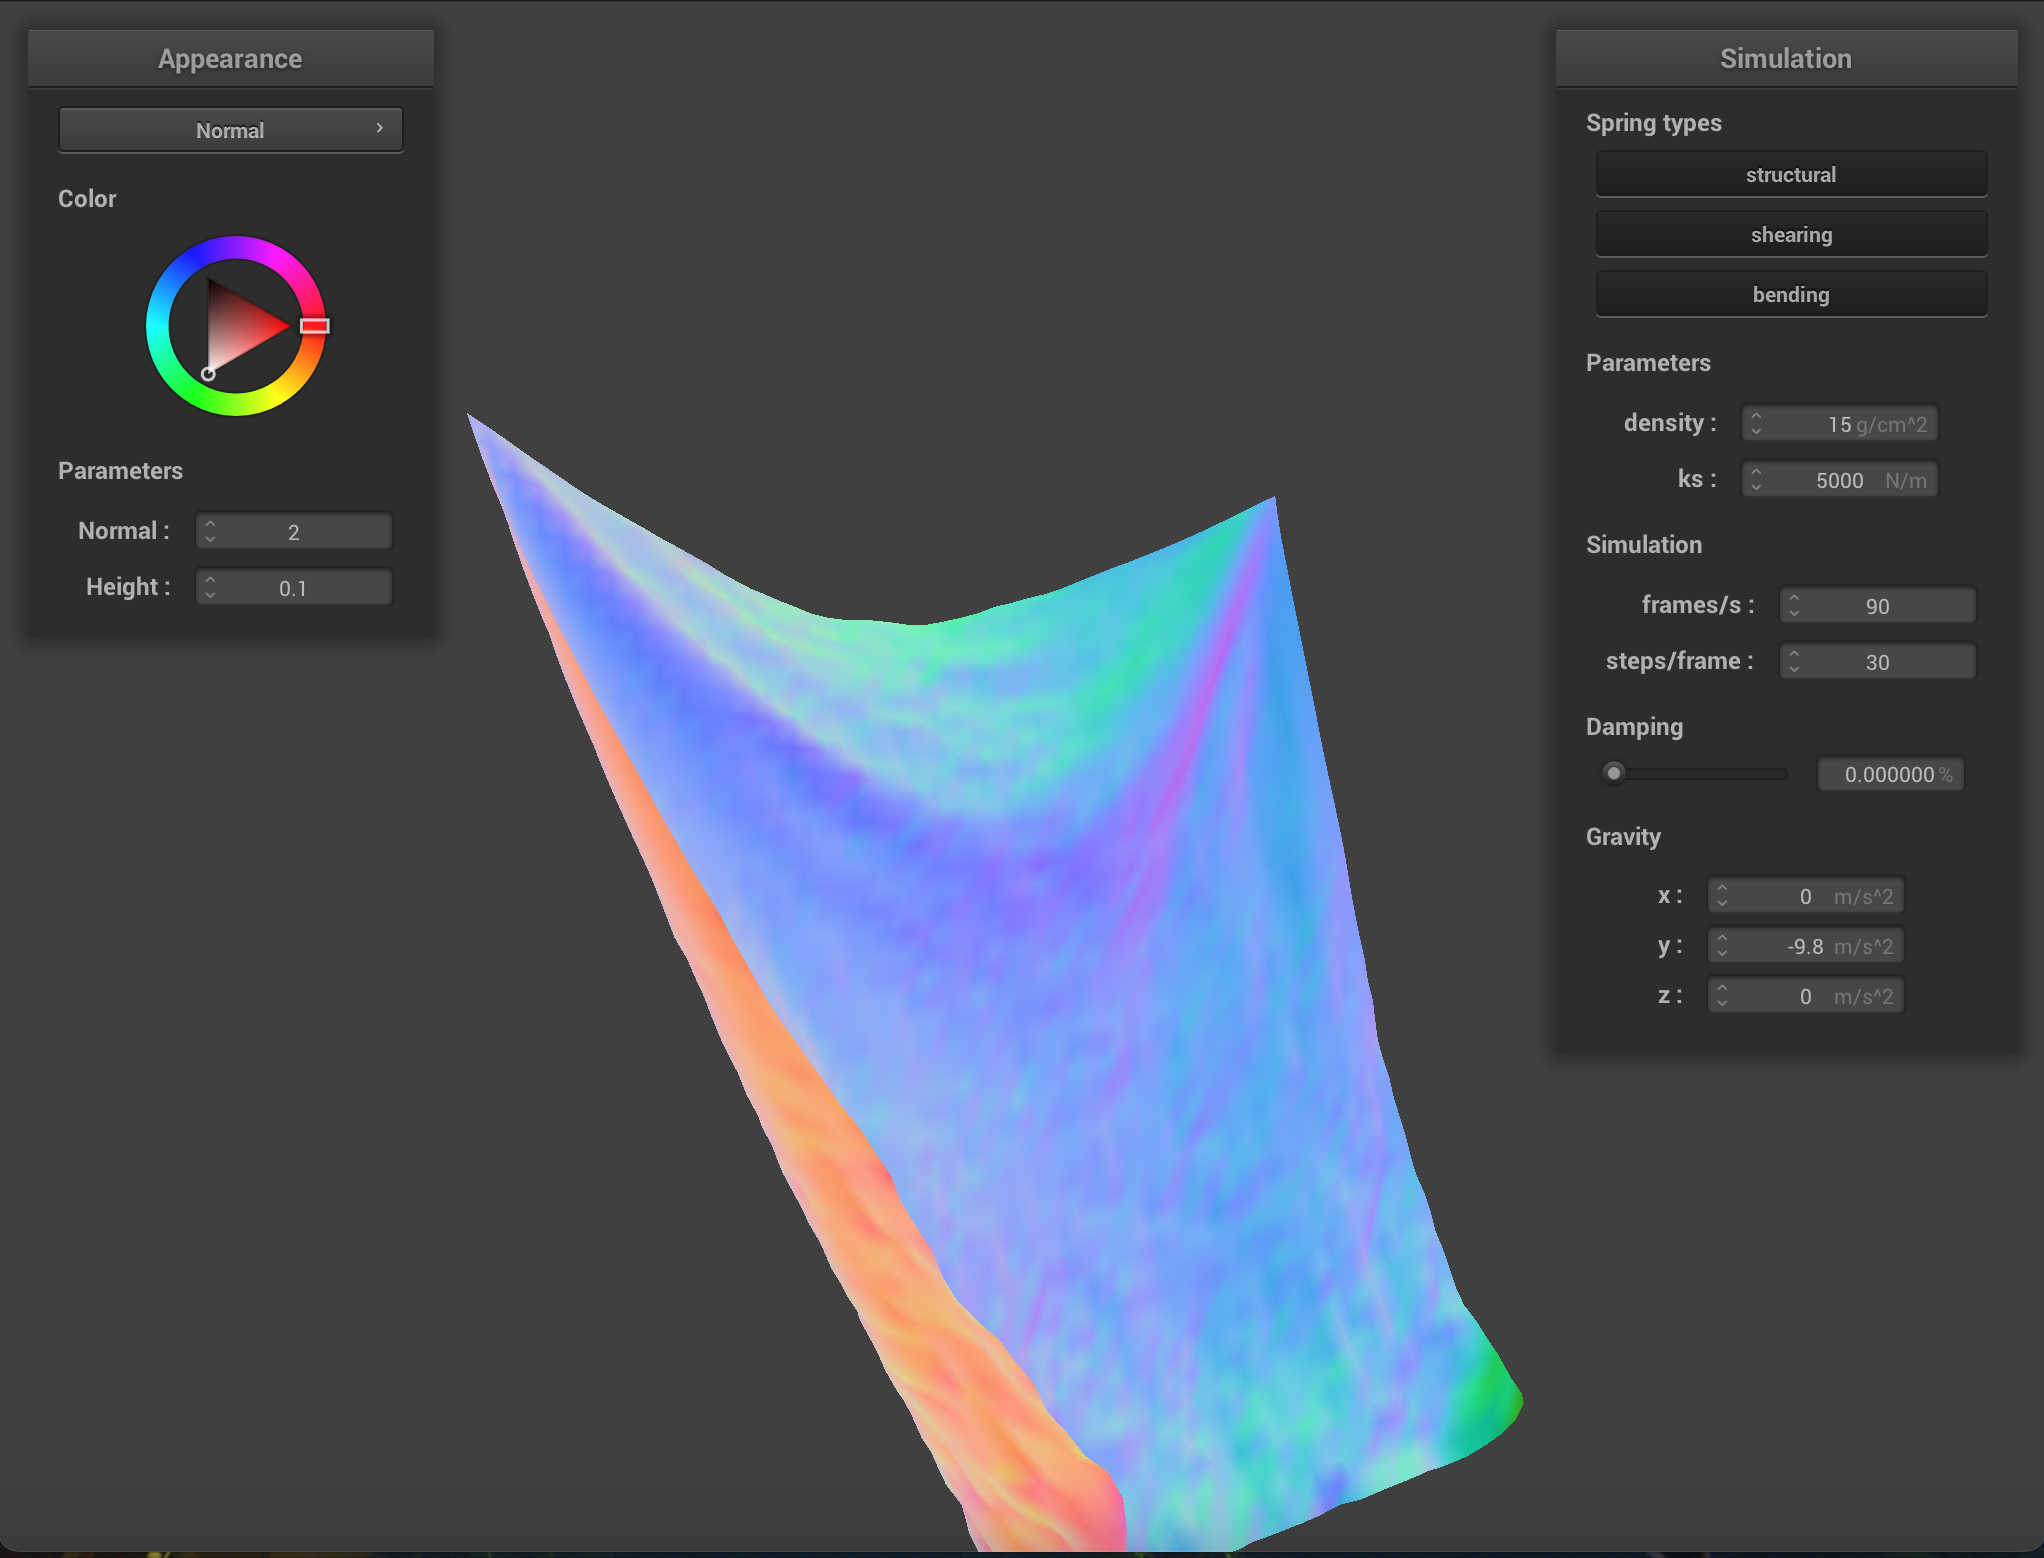 Appearance
Normal
Color
Parameters
Normal : 2
Height : 0.1
Simulation
Spring types
structural
shearing
bending
Parameters
density : 15 g/cm^2
ks : 5000 N/m
Simulation
frames/s : 90
steps/frame : 30
Damping
0.000000 %
Gravity
x : 0 m/s^2
y : -9.8 m/s^2
z : 0 m/s^2